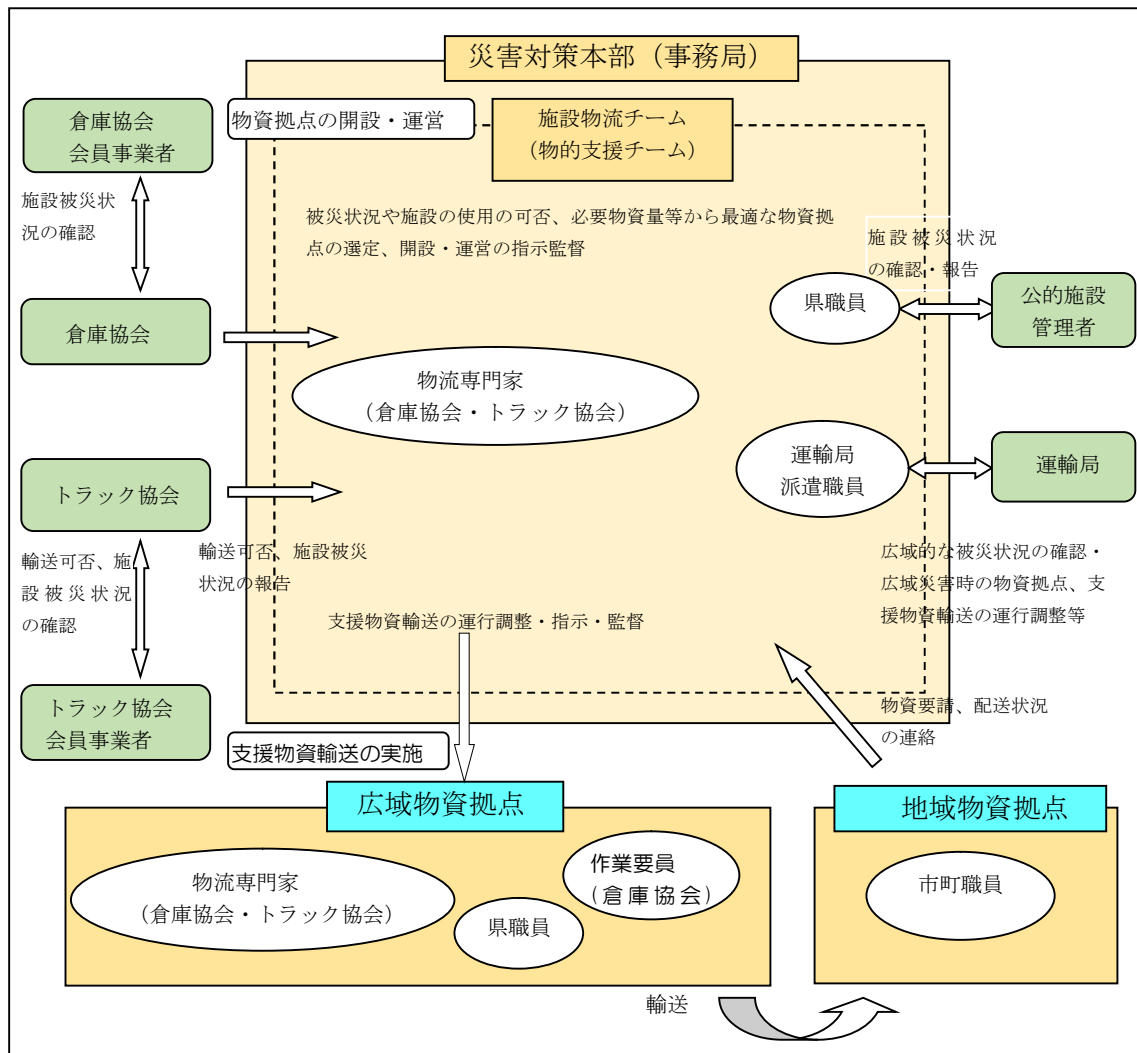 災害対策本部（事務局）
倉庫協会
会員事業者
物資拠点の開設・運営
施設物流チーム
（物的支援チーム）
施設被災状
況の確認
被災状況や施設の使用の可否、必要物資量等から最適な物資拠
点の選定、開設・運営の指示監督
施設被災状況
の確認・報告
県職員
公的施設
管理者
倉庫協会
物流専門家
（倉庫協会・トラック協会）
運輸局
派遣職員
運輸局
トラック協会
輸送可否、施
設被災状況
の確認
輸送可否、施設被災
状況の報告
広域的な被災状況の確認・
広域災害時の物資拠点、支
援物資輸送の運行調整等
支援物資輸送の運行調整・指示・監督
トラック協会
会員事業者
物資要請、配送状況
の連絡
支援物資輸送の実施
広域物資拠点
地域物資拠点
物流専門家
（倉庫協会・トラック協会）
作業要員
（倉庫協会）
県職員
市町職員
輸送